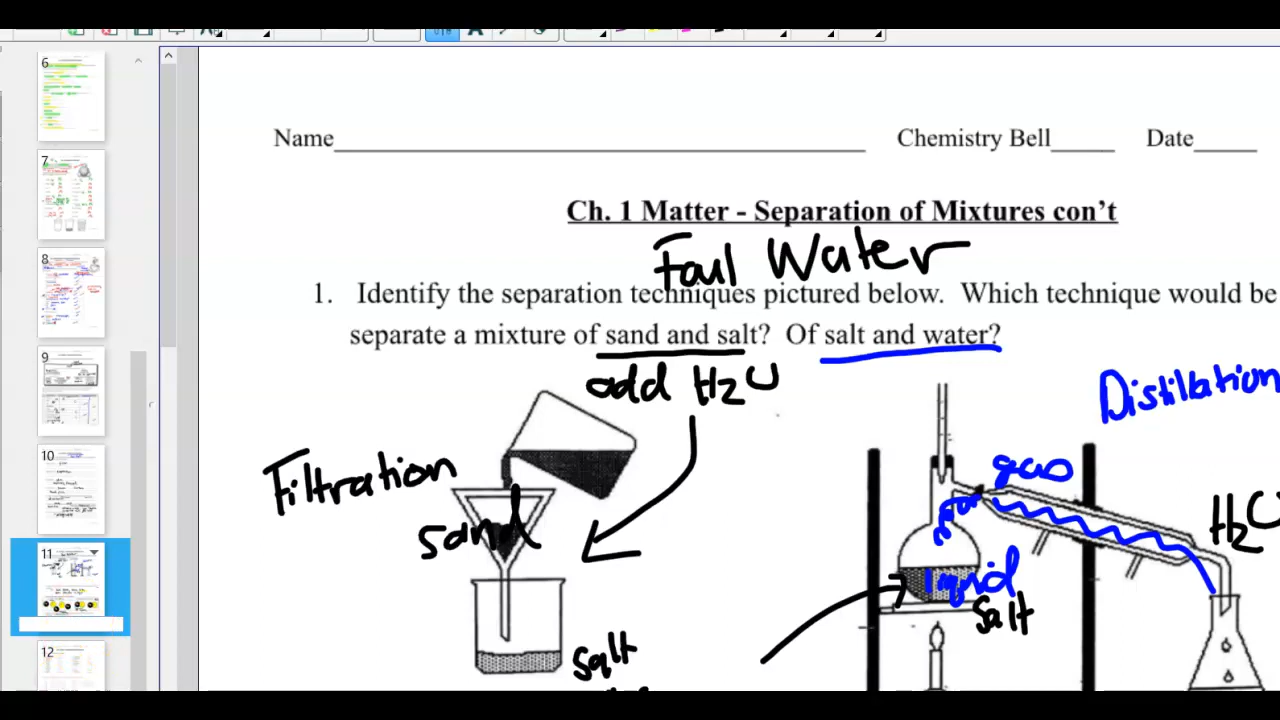 6
7
8
9
10
11
12
Name Chemistry Bell Date
Ch. 1 Matter - Separation of Mixtures con't
Foul Water
1. Identify the separation techniques pictured below. Which technique would be
separate a mixture of sand and salt? Of salt and water?
add H2O
Distillation
Filtration
gas
sand
H2O
liquid
salt
salt